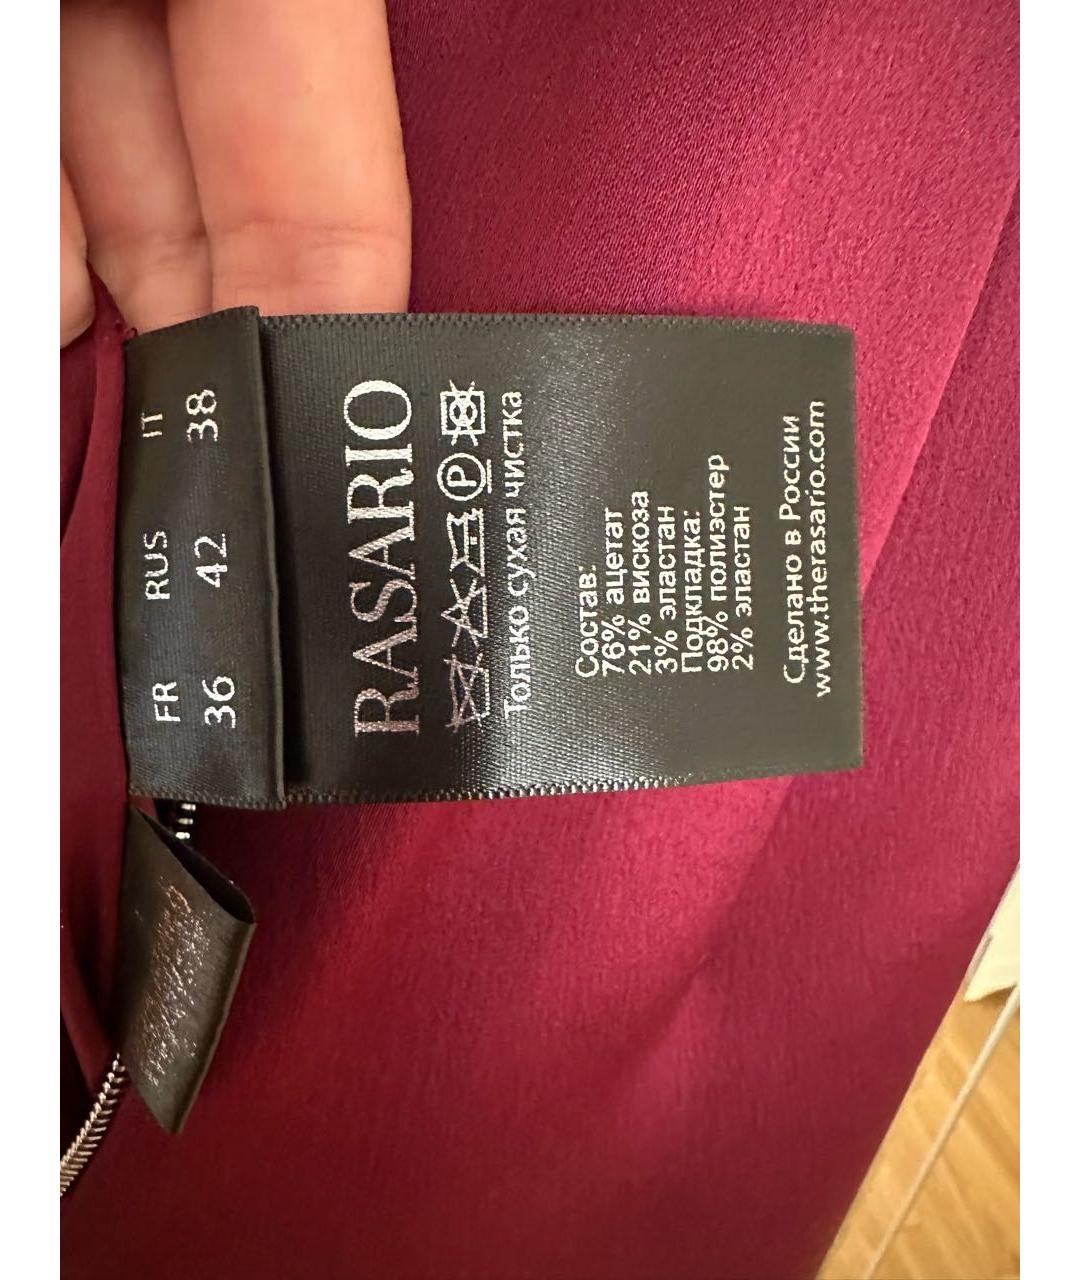 FR RUS IT
36 42 38
RASARIO
P
Только сухая чистка
Состав:
76% ацетат
21% вискоза
3% эластан
Подкладка:
98% полиэстер
2% эластан
Сделано в России
www.therasario.com